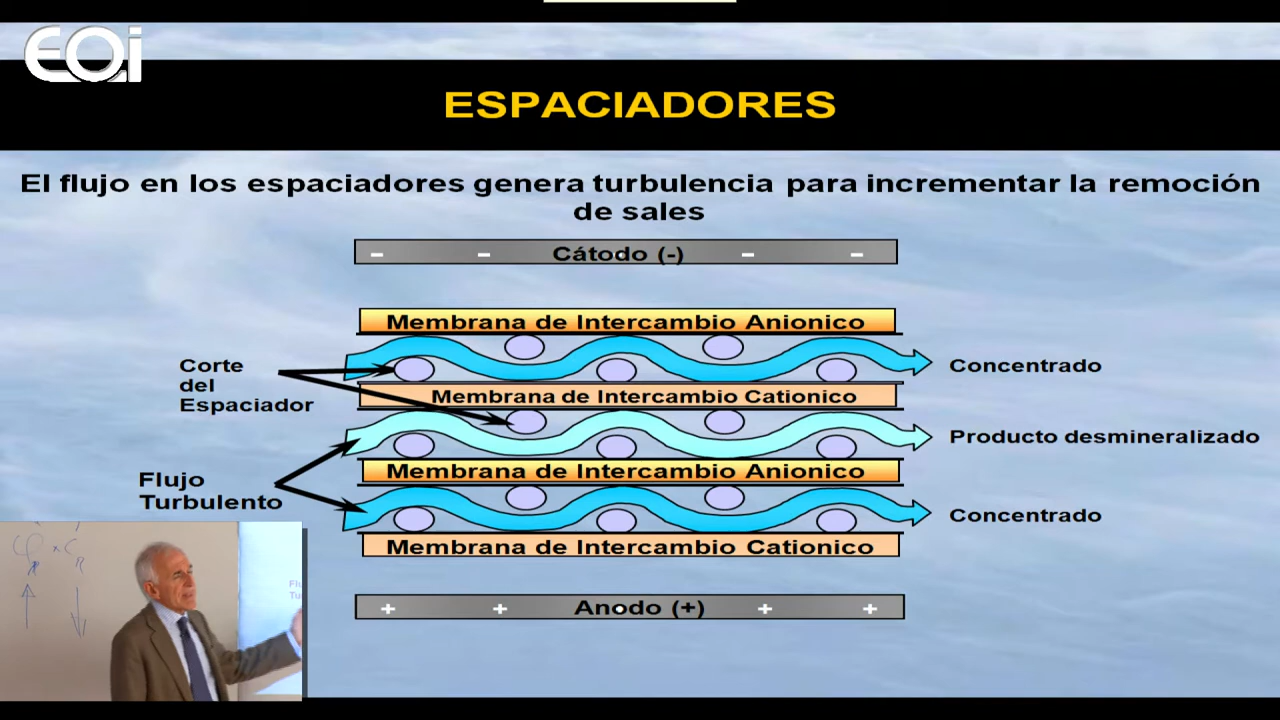 EOi
ESPACIADORES
El flujo en los espaciadores genera turbulencia para incrementar la remoción
de sales
Cátodo (-)
Membrana de Intercambio Anionico
Corte
del
Espaciador
Concentrado
Membrana de Intercambio Cationico
Producto desmineralizado
Membrana de Intercambio Anionico
Flujo
Turbulento
Concentrado
Membrana de Intercambio Cationico
Anodo (+)